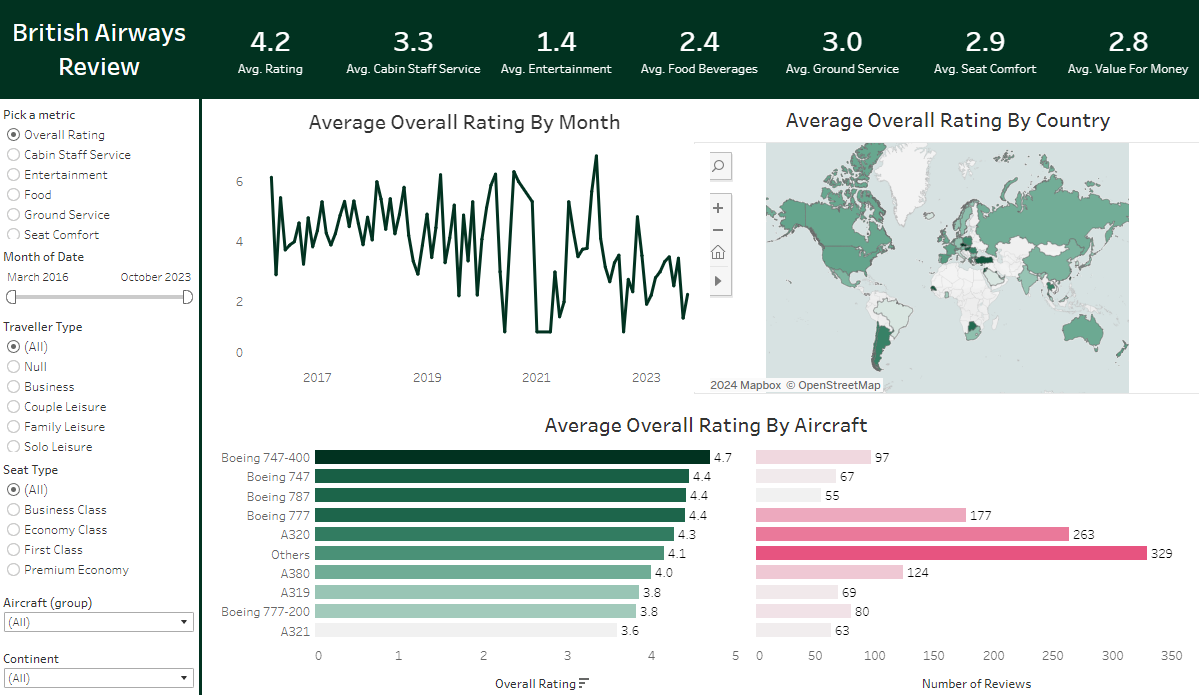 British Airways
Review
4.2
Avg. Rating
3.3
Avg. Cabin Staff Service
1.4
Avg. Entertainment
2.4
Avg. Food Beverages
3.0
Avg. Ground Service
2.9
Avg. Seat Comfort
2.8
Avg. Value For Money
Pick a metric
Overall Rating
Cabin Staff Service
Entertainment
Food
Ground Service
Seat Comfort
Month of Date
March 2016 October 2023
Traveller Type
(All)
Null
Business
Couple Leisure
Family Leisure
Solo Leisure
Seat Type
(All)
Business Class
Economy Class
First Class
Premium Economy
Aircraft (group)
(All)
Continent
(All)
Average Overall Rating By Month
6
4
2
0
2017 2019 2021 2023
Average Overall Rating By Country
2024 Mapbox © OpenStreetMap
Average Overall Rating By Aircraft
Boeing 747-400 4.7 97
Boeing 747 4.4 67
Boeing 787 4.4 55
Boeing 777 4.4 177
A320 4.3 263
Others 4.1 329
A380 4.0 124
A319 3.8 69
Boeing 777-200 3.8 80
A321 3.6 63
0 1 2 3 4 5 0 50 100 150 200 250 300 350
Overall Rating Number of Reviews